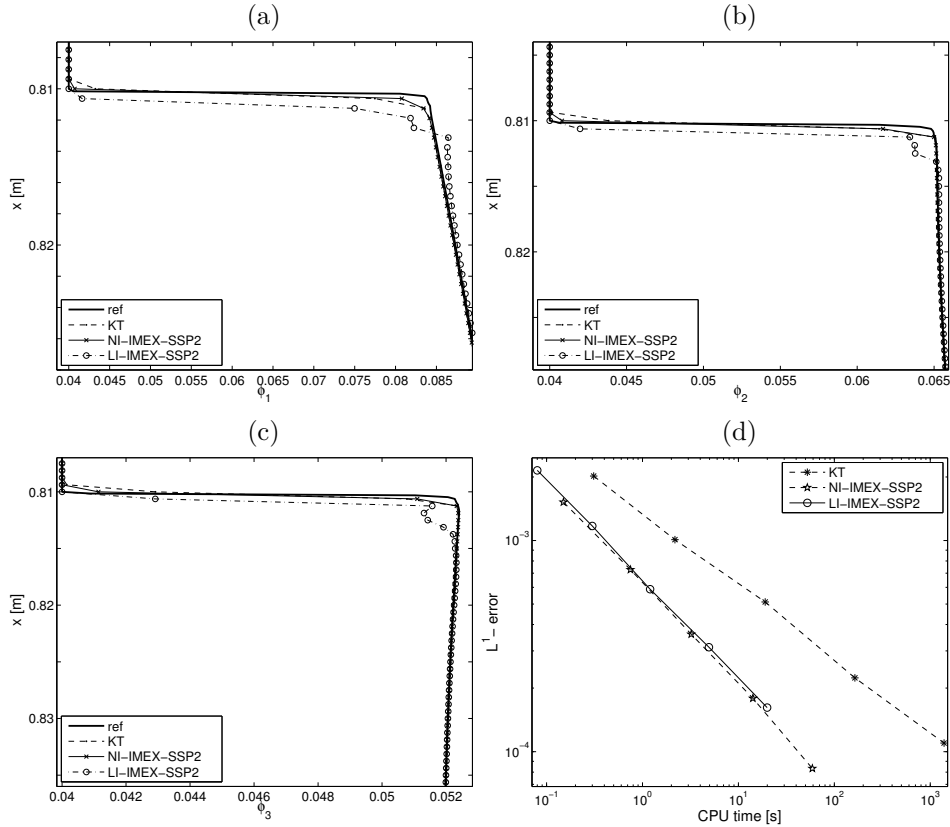 (a)
(b)
x [m]
0.81
0.82
ref
KT
NI−IMEX−SSP2
LI−IMEX−SSP2
0.04 0.045 0.05 0.055 0.06 0.065 0.07 0.075 0.08 0.085
ϕ1
x [m]
0.81
0.82
ref
KT
NI−IMEX−SSP2
LI−IMEX−SSP2
0.04 0.045 0.05 0.055 0.06 0.065
ϕ2
(c)
(d)
x [m]
0.81
0.82
0.83
ref
KT
NI−IMEX−SSP2
LI−IMEX−SSP2
0.04 0.042 0.044 0.046 0.048 0.05 0.052
ϕ3
L¹− error
10⁻³
10⁻⁴
KT
NI−IMEX−SSP2
LI−IMEX−SSP2
10⁻¹ 10⁰ 10¹ 10² 10³
CPU time [s]